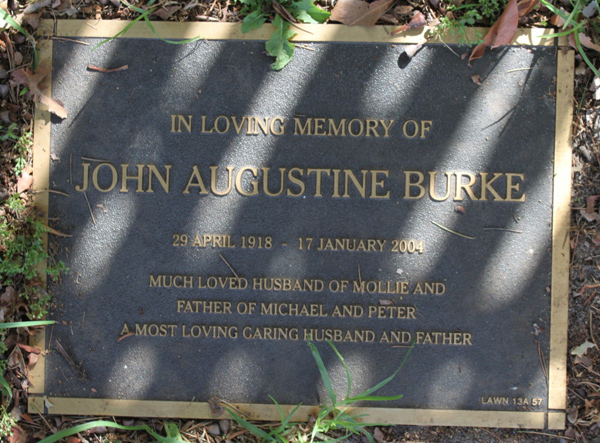 IN LOVING MEMORY OF
JOHN AUGUSTINE BURKE
29 APRIL 1918 - 17 JANUARY 2004
MUCH LOVED HUSBAND OF MOLLIE AND
FATHER OF MICHAEL AND PETER
A MOST LOVING CARING HUSBAND AND FATHER
LAWN 13A 57